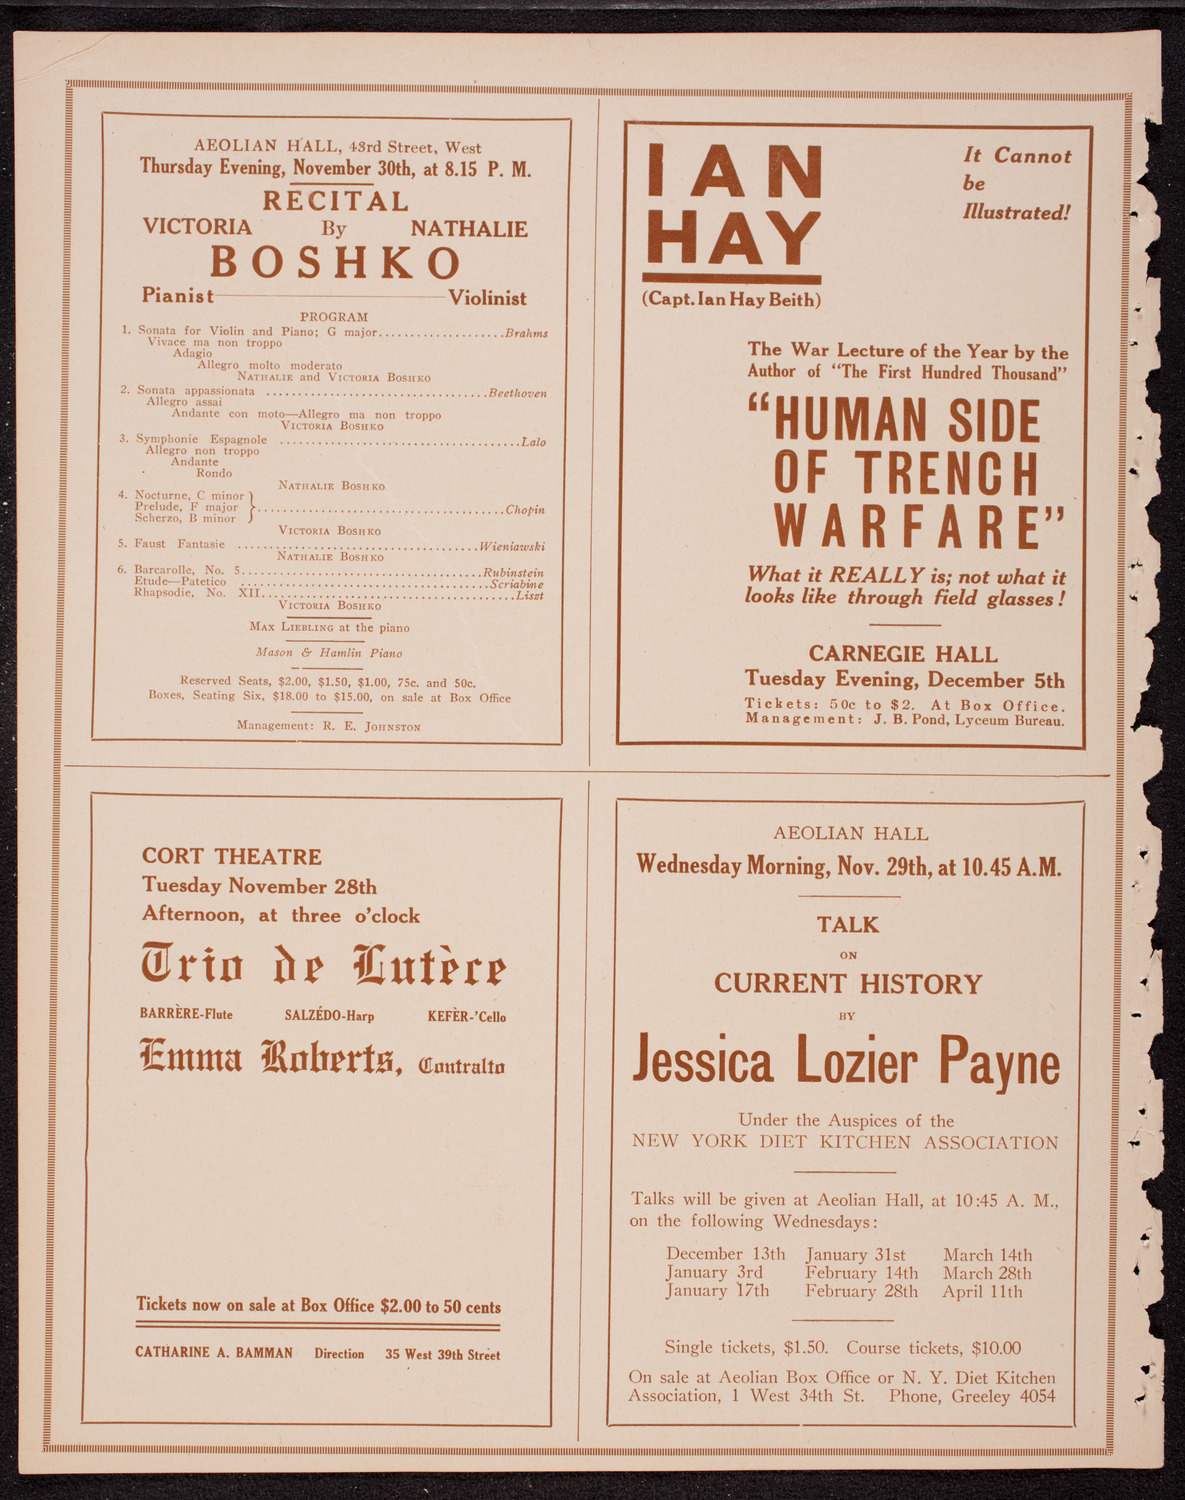 AEOLIAN HALL, 43rd Street, West
Thursday Evening, November 30th, at 8.15 P. M.
RECITAL
VICTORIA By NATHALIE
BOSHKO
Pianist Violinist
PROGRAM
1. Sonata for Violin and Piano; G major....................Brahms
Vivace ma non troppo
Adagio
Allegro molto moderato
NATHALIE and VICTORIA BOSHKO
2. Sonata appassionata ..................................Beethoven
Allegro assai
Andante con moto—Allegro ma non troppo
VICTORIA BOSHKO
3. Symphonie Espagnole .....................................Lalo
Allegro non troppo
Andante
Rondo
NATHALIE BOSHKO
4. Nocturne, C minor
Prelude, F major }......................................Chopin
Scherzo, B minor
VICTORIA BOSHKO
5. Faust Fantasie .....................................Wieniawski
NATHALIE BOSHKO
6. Barcarolle, No. 5.....................................Rubinstein
Etude—Patetico ..........................................Scriabine
Rhapsodie, No. XII.......................................Liszt
VICTORIA BOSHKO
MAX LIEBLING at the piano
Mason & Hamlin Piano
Reserved Seats, $2.00, $1.50, $1.00, 75c. and 50c.
Boxes, Seating Six, $18.00 to $15.00, on sale at Box Office
Management: R. E. JOHNSTON
IAN
HAY
It Cannot
be
Illustrated!
(Capt. Ian Hay Beith)
The War Lecture of the Year by the
Author of "The First Hundred Thousand"
"HUMAN SIDE
OF TRENCH
WARFARE"
What it REALLY is; not what it
looks like through field glasses!
CARNEGIE HALL
Tuesday Evening, December 5th
Tickets: 50c to $2. At Box Office.
Management: J. B. Pond, Lyceum Bureau.
CORT THEATRE
Tuesday November 28th
Afternoon, at three o'clock
Trio de Lutèce
BARRÈRE-Flute SALZÉDO-Harp KEFÈR-'Cello
Emma Roberts, Contralto
Tickets now on sale at Box Office $2.00 to 50 cents
CATHARINE A. BAMMAN Direction 35 West 39th Street
AEOLIAN HALL
Wednesday Morning, Nov. 29th, at 10.45 A.M.
TALK
ON
CURRENT HISTORY
BY
Jessica Lozier Payne
Under the Auspices of the
NEW YORK DIET KITCHEN ASSOCIATION
Talks will be given at Aeolian Hall, at 10:45 A. M.,
on the following Wednesdays:
December 13th January 31st March 14th
January 3rd February 14th March 28th
January 17th February 28th April 11th
Single tickets, $1.50. Course tickets, $10.00
On sale at Aeolian Box Office or N. Y. Diet Kitchen
Association, 1 West 34th St. Phone, Greeley 4054